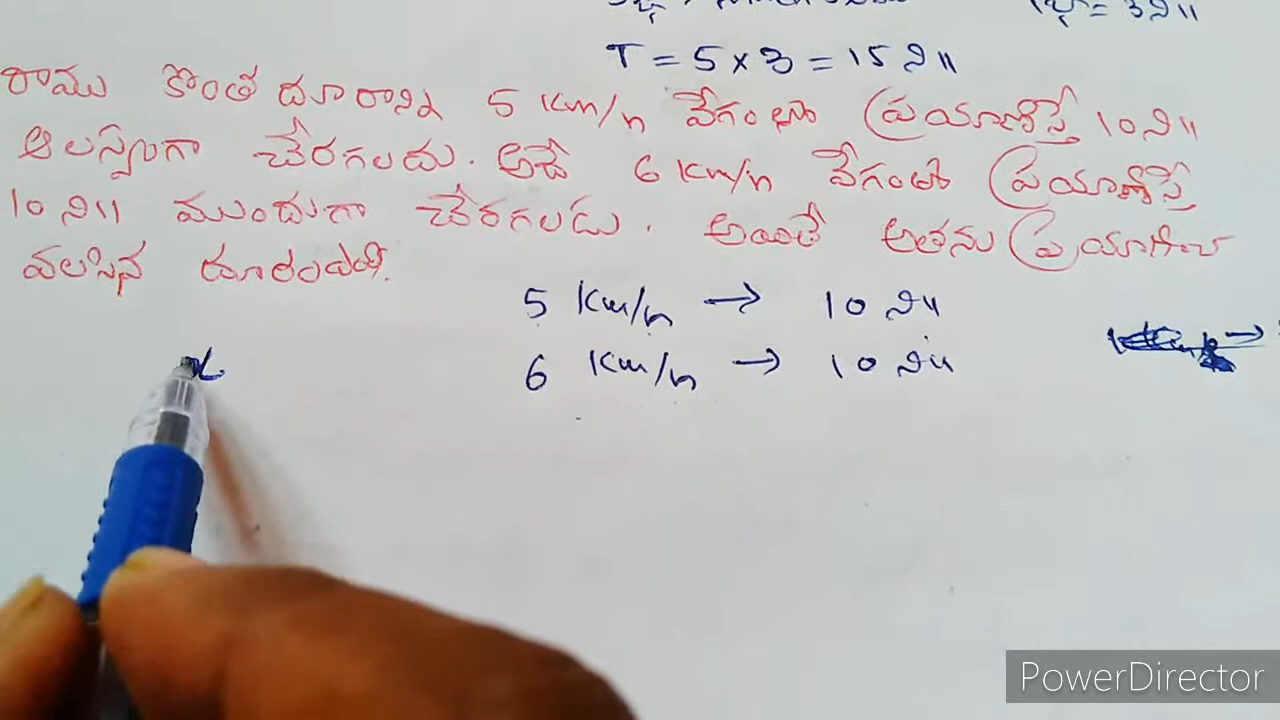 T = 5 × 3 = 15 ని॥
రాము కొంత దూరాన్ని 5 Km/h వేగంతో ప్రయాణిస్తే 10 ని॥
ఆలస్యంగా చేరగలడు. అదే 6 Km/h వేగంతో ప్రయాణిస్తే
10 ని॥ ముందుగా చేరగలడు. అయితే అతను ప్రయాణించ
వలసిన దూరంఎంత.
5 Km/h → 10 ని॥
6 Km/h → 10 ని॥
x
PowerDirector